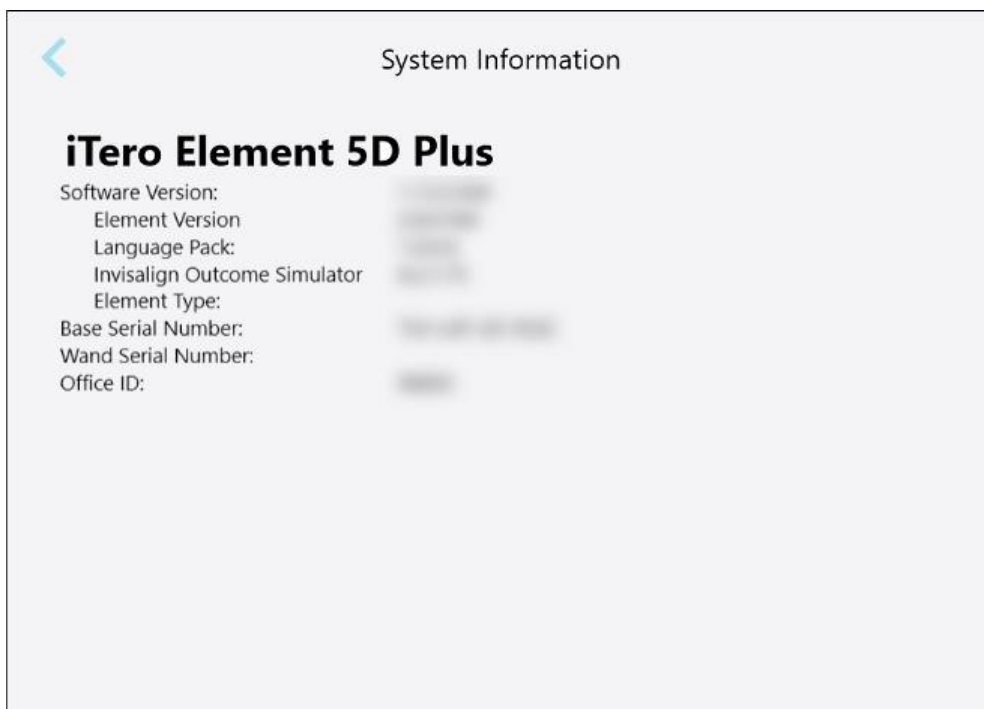 System Information
iTero Element 5D Plus
Software Version:
Element Version
Language Pack:
Invisalign Outcome Simulator
Element Type:
Base Serial Number:
Wand Serial Number:
Office ID: